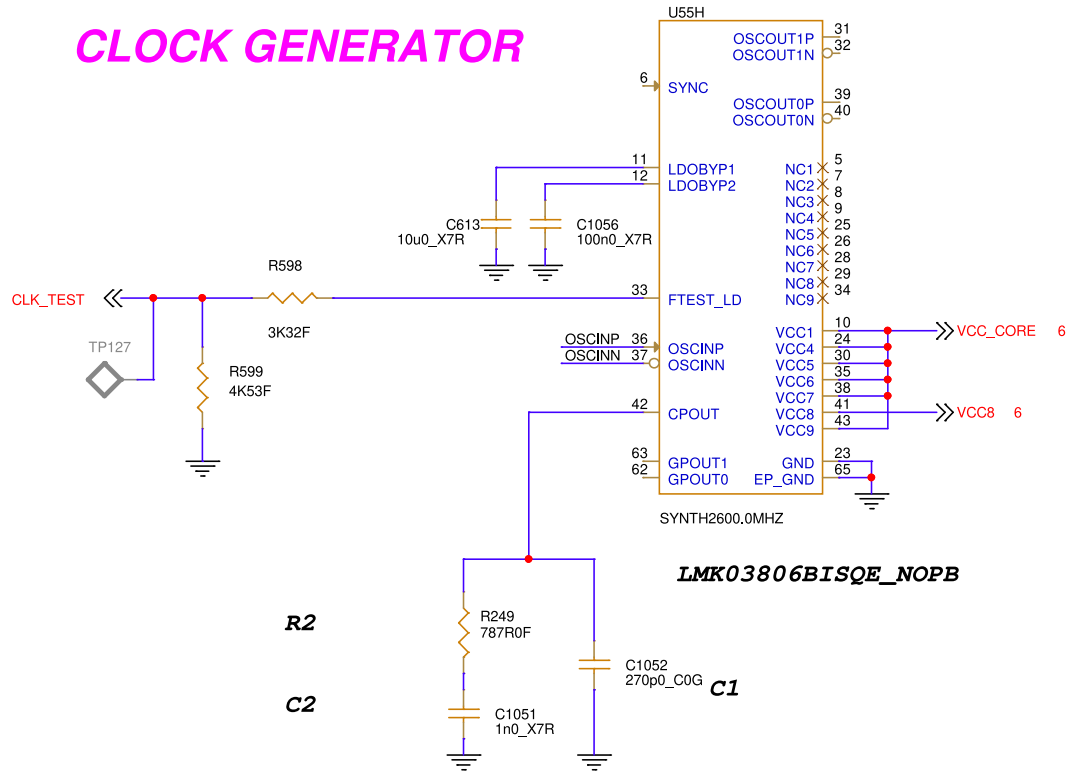 CLOCK GENERATOR
U55H
OSCOUT1P 31
OSCOUT1N 32
6 SYNC
OSCOUT0P 39
OSCOUT0N 40
11 LDOBYP1
12 LDOBYP2
NC1 5
NC2 7
NC3 8
NC4 9
NC5 25
NC6 26
NC7 28
NC8 29
NC9 34
C613
10u0_X7R
C1056
100n0_X7R
R598
3K32F
CLK_TEST
33 FTEST_LD
TP127
R599
4K53F
OSCINP 36 OSCINP
OSCINN 37 OSCINN
VCC1 10
VCC4 24
VCC5 30
VCC6 35
VCC7 38
VCC8 41
VCC9 43
VCC_CORE 6
VCC8 6
42 CPOUT
63 GPOUT1
62 GPOUT0
GND 23
EP_GND 65
SYNTH2600.0MHZ
LMK03806BISQE_NOPB
R2
R249
787R0F
C1052
270p0_C0G
C1
C2
C1051
1n0_X7R